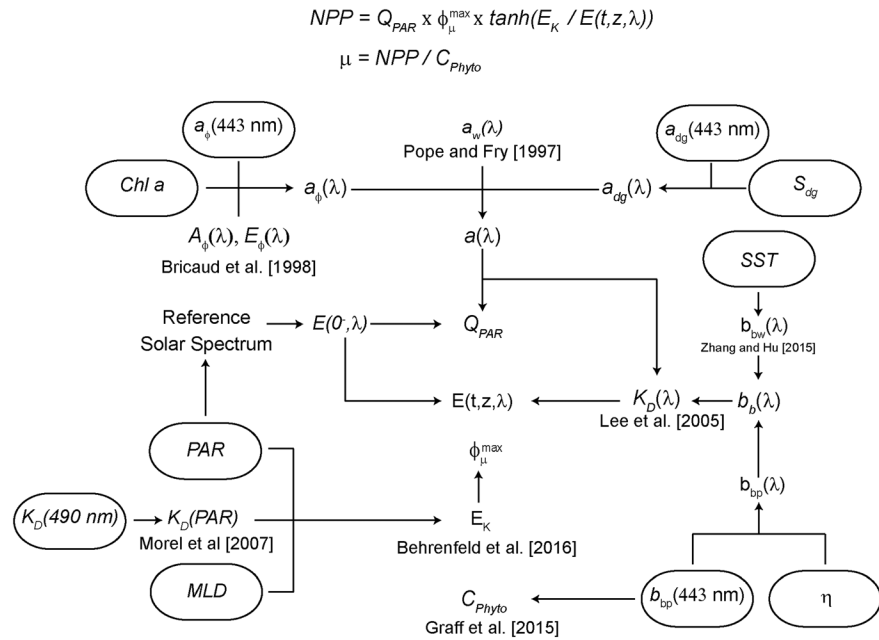 NPP = Q_PAR x ϕ_μ^max x tanh(E_K / E(t,z,λ))
μ = NPP / C_Phyto
a_ϕ(443 nm)
a_w(λ)
Pope and Fry [1997]
a_dg(443 nm)
Chl a
a_ϕ(λ)
a_dg(λ)
S_dg
A_ϕ(λ), E_ϕ(λ)
Bricaud et al. [1998]
a(λ)
SST
Reference
Solar Spectrum
E(0⁻,λ)
Q_PAR
b_bw(λ)
Zhang and Hu [2015]
E(t,z,λ)
K_D(λ)
Lee et al. [2005]
b_b(λ)
PAR
ϕ_μ^max
b_bp(λ)
K_D(490 nm)
K_D(PAR)
Morel et al [2007]
E_K
Behrenfeld et al. [2016]
MLD
C_Phyto
Graff et al. [2015]
b_bp(443 nm)
η